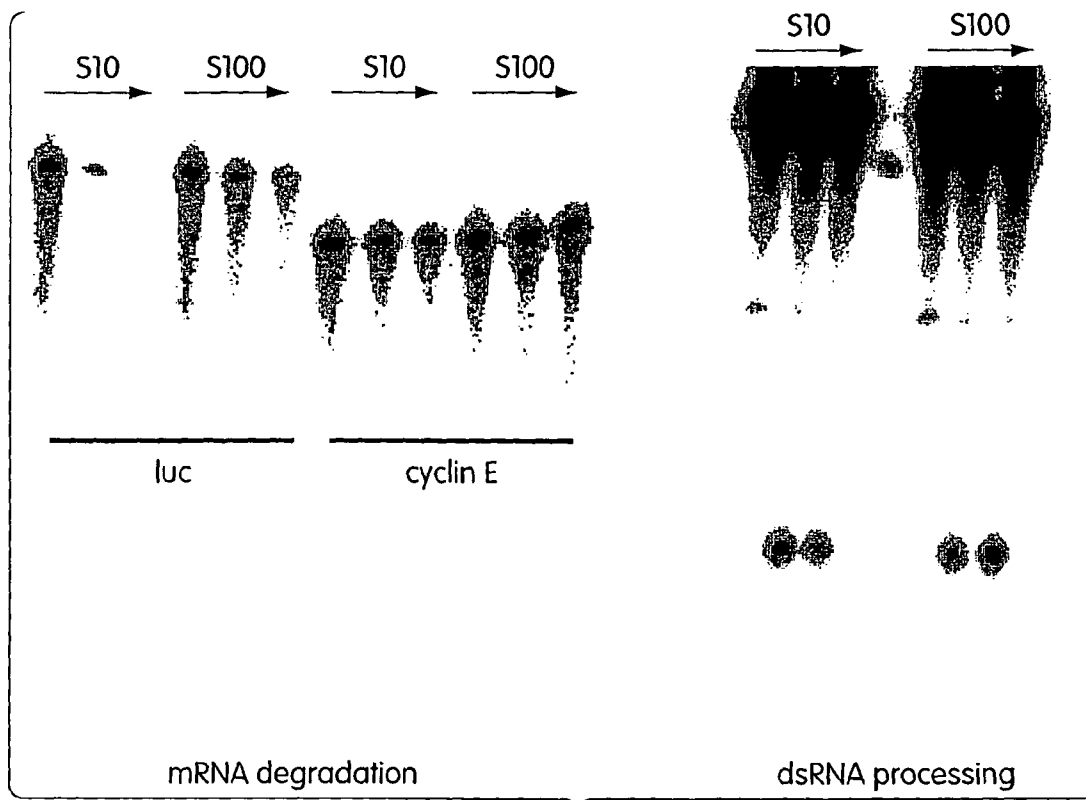 S10 S100 S10 S100
S10 S100
luc cyclin E
mRNA degradation
dsRNA processing